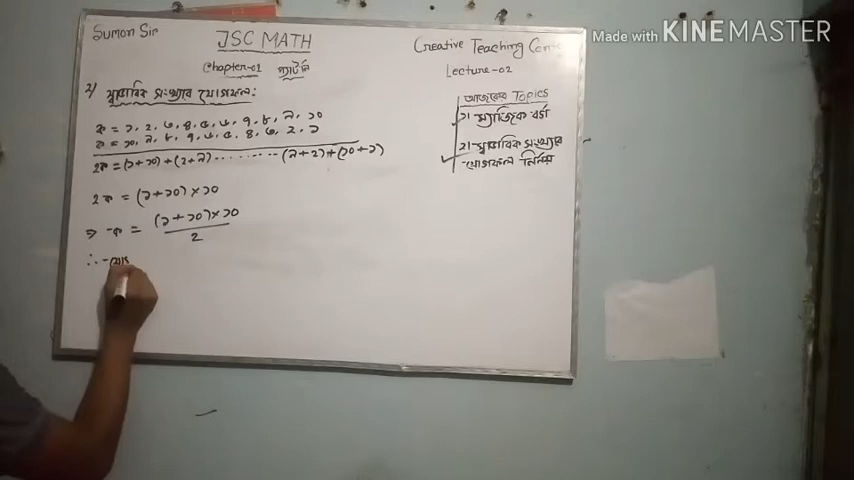 Sumon Sir
JSC MATH
Creative Teaching Cent
Chapter-02 প্যাটার্ন
Lecture-02
২) স্বাভাবিক সংখ্যার যোগফল:
ক = ১, ২, ৩, ৪, ৫, ৬, ৭, ৮, ৯, ১০
ক = ১০, ৯, ৮, ৭, ৬, ৫, ৪, ৩, ২, ১
২ক = (১+১০) + (২+৯) ......... (৯+২) + (১০+১)
২ক = (১+১০) × ১০
⇒ ক = (১+১০) × ১০
২
∴ যোগ
আজকের Topics
১। ম্যাজিক বর্গ
২। স্বাভাবিক সংখ্যার
যোগফল নির্ণয়
Made with KINEMASTER